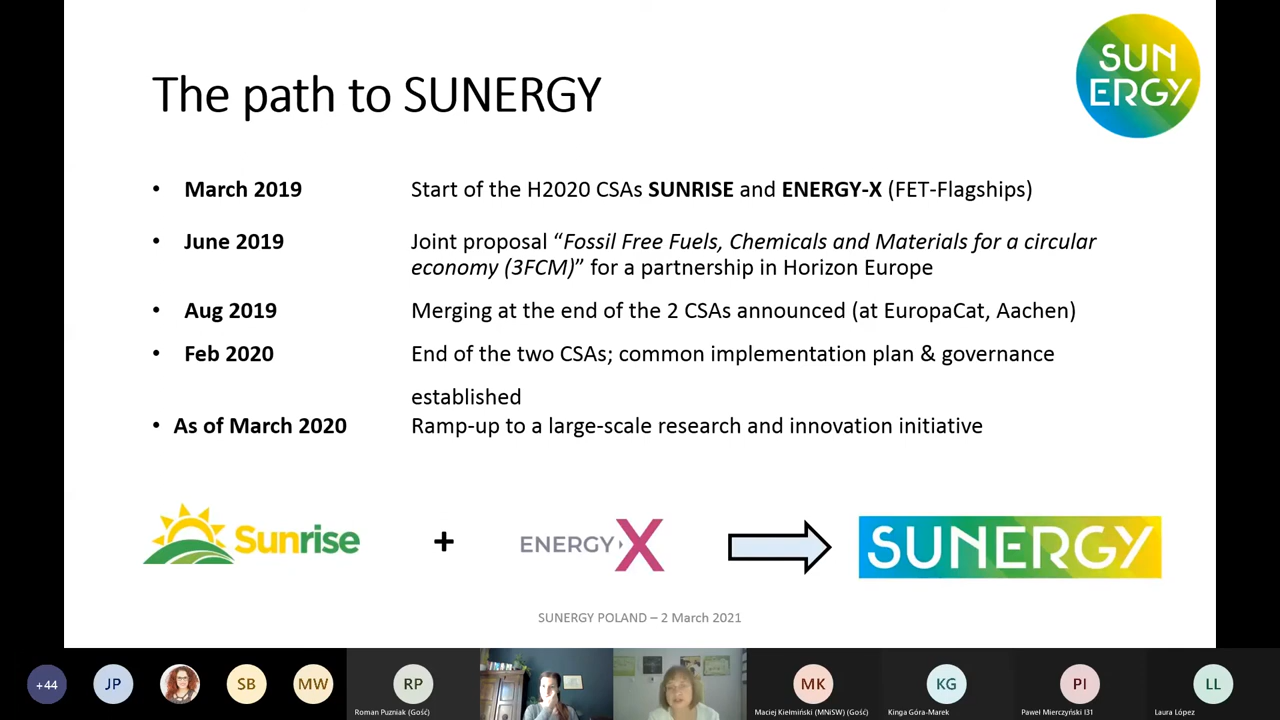 SUN
ERGY
The path to SUNERGY
• March 2019 Start of the H2020 CSAs SUNRISE and ENERGY-X (FET-Flagships)
• June 2019 Joint proposal “Fossil Free Fuels, Chemicals and Materials for a circular
economy (3FCM)” for a partnership in Horizon Europe
• Aug 2019 Merging at the end of the 2 CSAs announced (at EuropaCat, Aachen)
• Feb 2020 End of the two CSAs; common implementation plan & governance
established
• As of March 2020 Ramp-up to a large-scale research and innovation initiative
Sunrise + ENERGY X SUNERGY
SUNERGY POLAND – 2 March 2021
+44 JP SB MW RP MK KG PI LL
Roman Puzniak (Gość) Maciej Kiełmiński (MNiSW) (Gość) Kinga Góra-Marek Paweł Mierczyński I31 Laura López